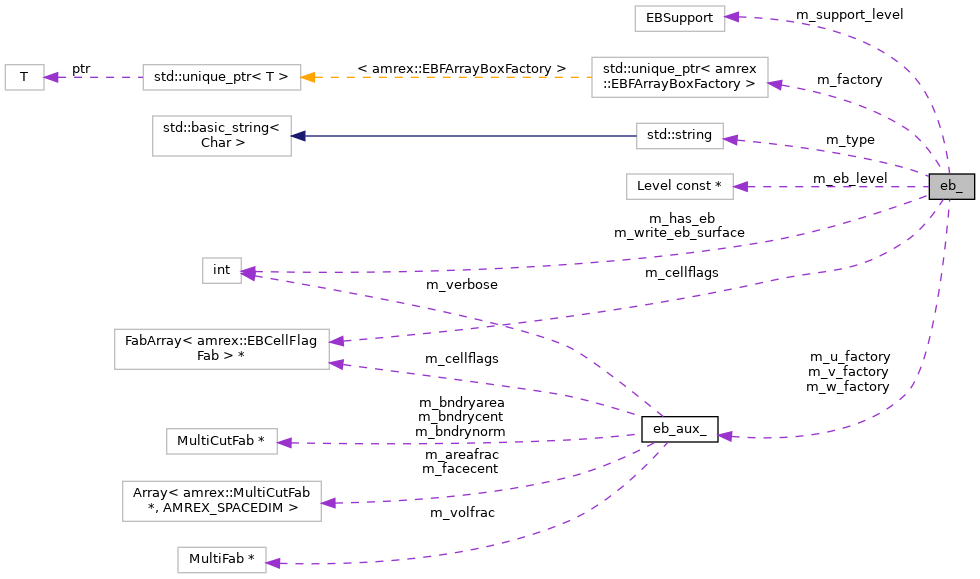 EBSupport
m_support_level
T
ptr
std::unique_ptr< T >
< amrex::EBFArrayBoxFactory >
std::unique_ptr< amrex
::EBFArrayBoxFactory >
m_factory
std::basic_string<
Char >
std::string
m_type
Level const *
m_eb_level
eb_
m_has_eb
m_write_eb_surface
int
m_verbose
m_cellflags
FabArray< amrex::EBCellFlag
Fab > *
m_cellflags
m_u_factory
m_v_factory
m_w_factory
m_bndryarea
m_bndrycent
m_bndrynorm
MultiCutFab *
eb_aux_
m_areafrac
m_facecent
Array< amrex::MultiCutFab
*, AMREX_SPACEDIM >
m_volfrac
MultiFab *